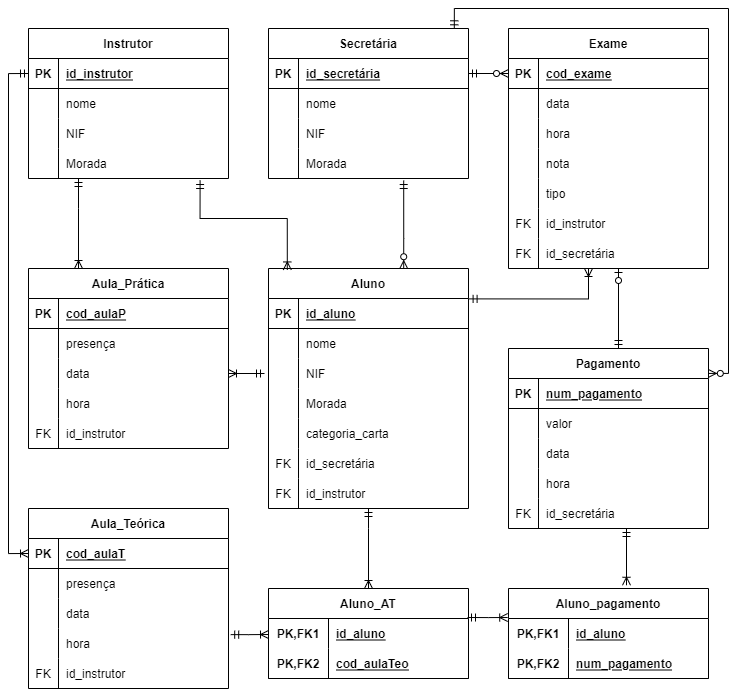 Instrutor
PK id_instrutor
nome
NIF
Morada
Secretária
PK id_secretária
nome
NIF
Morada
Exame
PK cod_exame
data
hora
nota
tipo
FK id_instrutor
FK id_secretária
Aula_Prática
PK cod_aulaP
presença
data
hora
FK id_instrutor
Aluno
PK id_aluno
nome
NIF
Morada
categoria_carta
FK id_secretária
FK id_instrutor
Pagamento
PK num_pagamento
valor
data
hora
FK id_secretária
Aula_Teórica
PK cod_aulaT
presença
data
hora
FK id_instrutor
Aluno_AT
PK,FK1 id_aluno
PK,FK2 cod_aulaTeo
Aluno_pagamento
PK,FK1 id_aluno
PK,FK2 num_pagamento